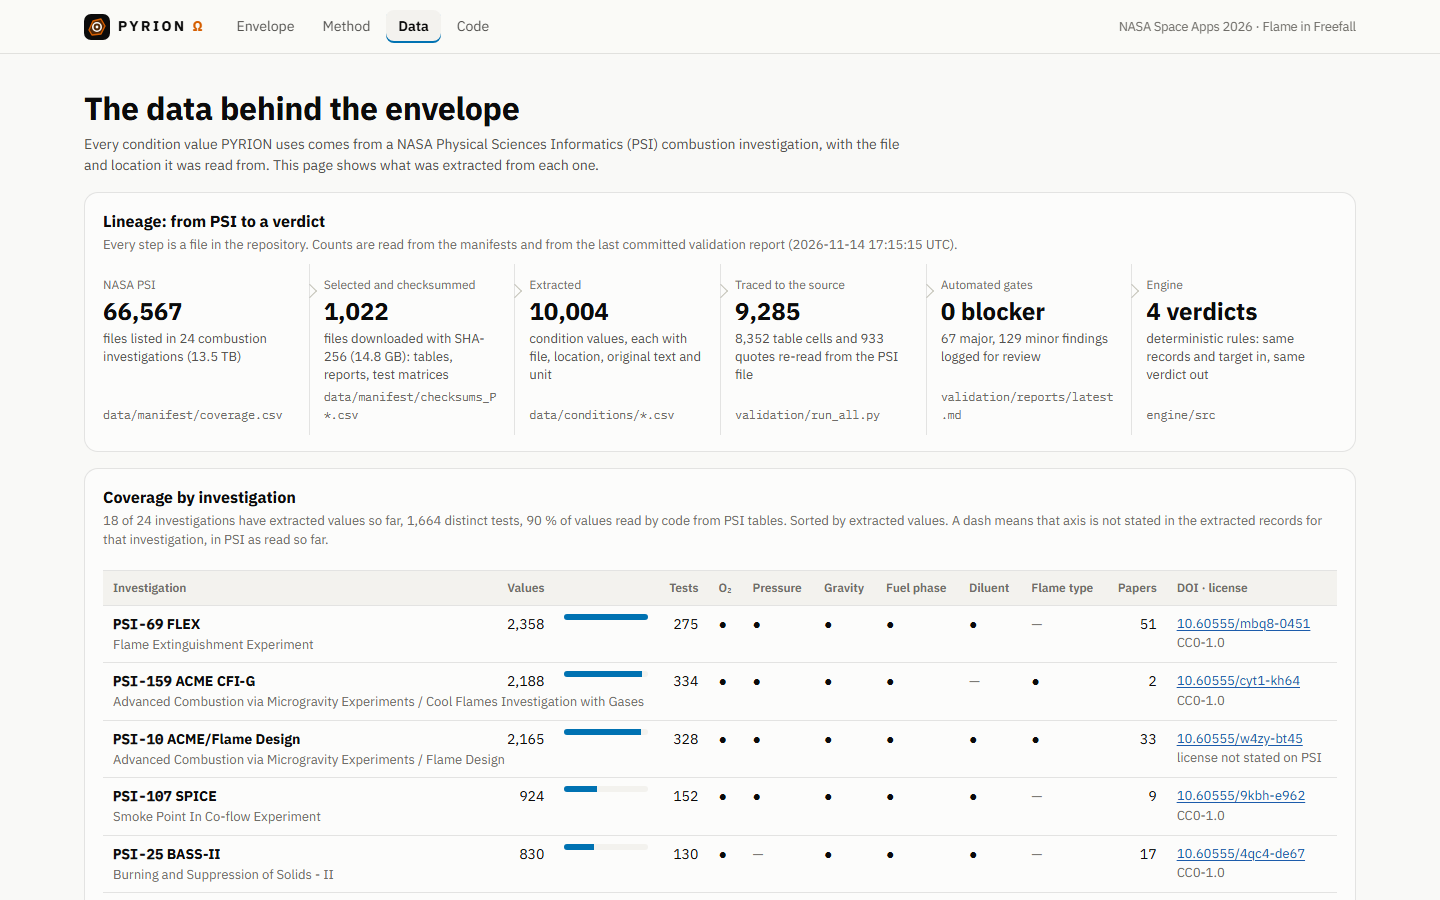 PYRION Ω
Envelope
Method
Data
Code
NASA Space Apps 2026 · Flame in Freefall
The data behind the envelope
Every condition value PYRION uses comes from a NASA Physical Sciences Informatics (PSI) combustion investigation, with the file
and location it was read from. This page shows what was extracted from each one.
Lineage: from PSI to a verdict
Every step is a file in the repository. Counts are read from the manifests and from the last committed validation report (2026-11-14 17:15:15 UTC).
NASA PSI
66,567
files listed in 24 combustion
investigations (13.5 TB)
data/manifest/coverage.csv
Selected and checksummed
1,022
files downloaded with SHA-
256 (14.8 GB): tables,
reports, test matrices
data/manifest/checksums_P
*.csv
Extracted
10,004
condition values, each with
file, location, original text and
unit
data/conditions/*.csv
Traced to the source
9,285
8,352 table cells and 933
quotes re-read from the PSI
file
validation/run_all.py
Automated gates
0 blocker
67 major, 129 minor findings
logged for review
validation/reports/latest
.md
Engine
4 verdicts
deterministic rules: same
records and target in, same
verdict out
engine/src
Coverage by investigation
18 of 24 investigations have extracted values so far, 1,664 distinct tests, 90 % of values read by code from PSI tables. Sorted by extracted values. A dash means that axis is not stated in the extracted records for
that investigation, in PSI as read so far.
Investigation Values Tests O₂ Pressure Gravity Fuel phase Diluent Flame type Papers DOI · license
PSI-69 FLEX 2,358 275 ● ● ● ● ● — 51 10.60555/mbq8-0451
Flame Extinguishment Experiment CC0-1.0
PSI-159 ACME CFI-G 2,188 334 ● ● ● ● — ● 2 10.60555/cyt1-kh64
Advanced Combustion via Microgravity Experiments / Cool Flames Investigation with Gases CC0-1.0
PSI-10 ACME/Flame Design 2,165 328 ● ● ● ● ● ● 33 10.60555/w4zy-bt45
Advanced Combustion via Microgravity Experiments / Flame Design license not stated on PSI
PSI-107 SPICE 924 152 ● ● ● ● ● — 9 10.60555/9kbh-e962
Smoke Point In Co-flow Experiment CC0-1.0
PSI-25 BASS-II 830 130 ● — ● ● ● — 17 10.60555/4qc4-de67
Burning and Suppression of Solids - II CC0-1.0